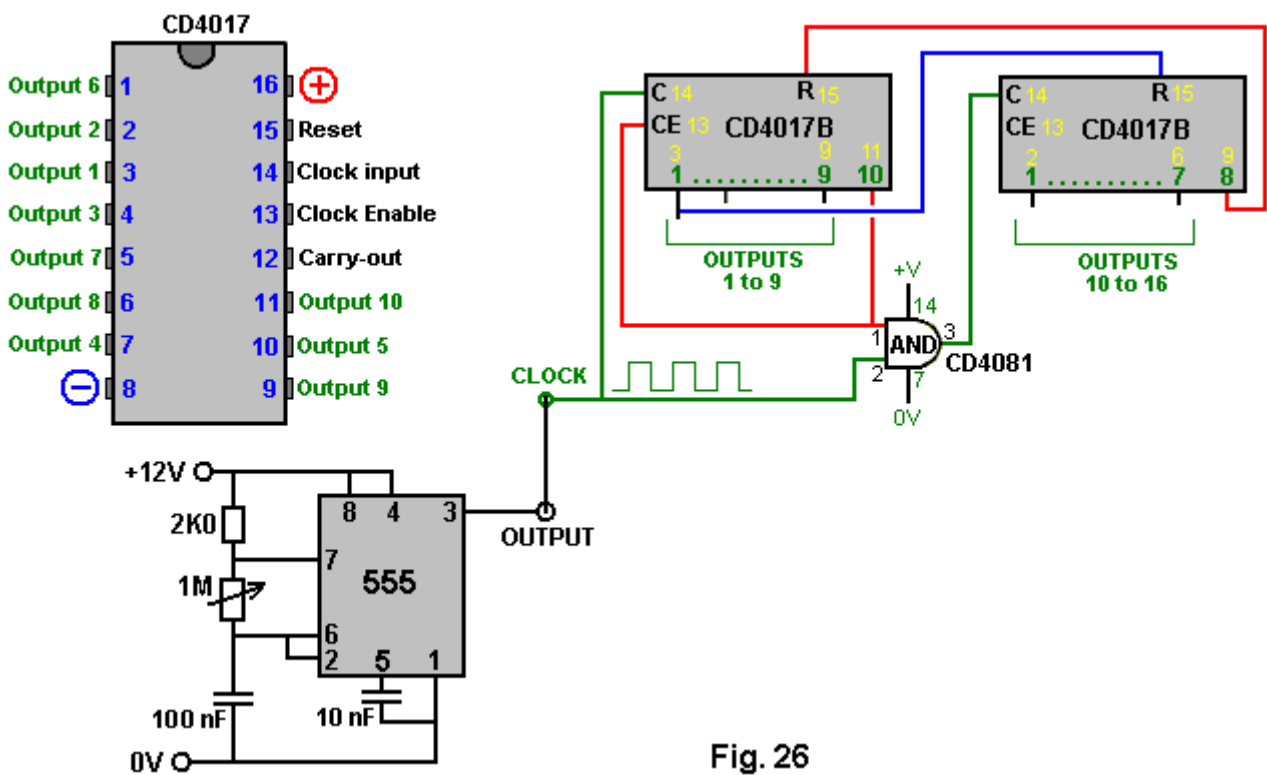 CD4017
Output 6 1 16 +
Output 2 2 15 Reset
Output 1 3 14 Clock input
Output 3 4 13 Clock Enable
Output 7 5 12 Carry-out
Output 8 6 11 Output 10
Output 4 7 10 Output 5
− 8 9 Output 9
C 14 R 15
CE 13 CD4017B
3 9 11
1 .......... 9 10
OUTPUTS
1 to 9
C 14 R 15
CE 13 CD4017B
2 6 9
1 .......... 7 8
OUTPUTS
10 to 16
+V
14
1 AND 3
2 CD4081
7
0V
CLOCK
+12V
8 4 3
OUTPUT
2K0
7
1M
555
6
2
5 1
100 nF
10 nF
0V
Fig. 26